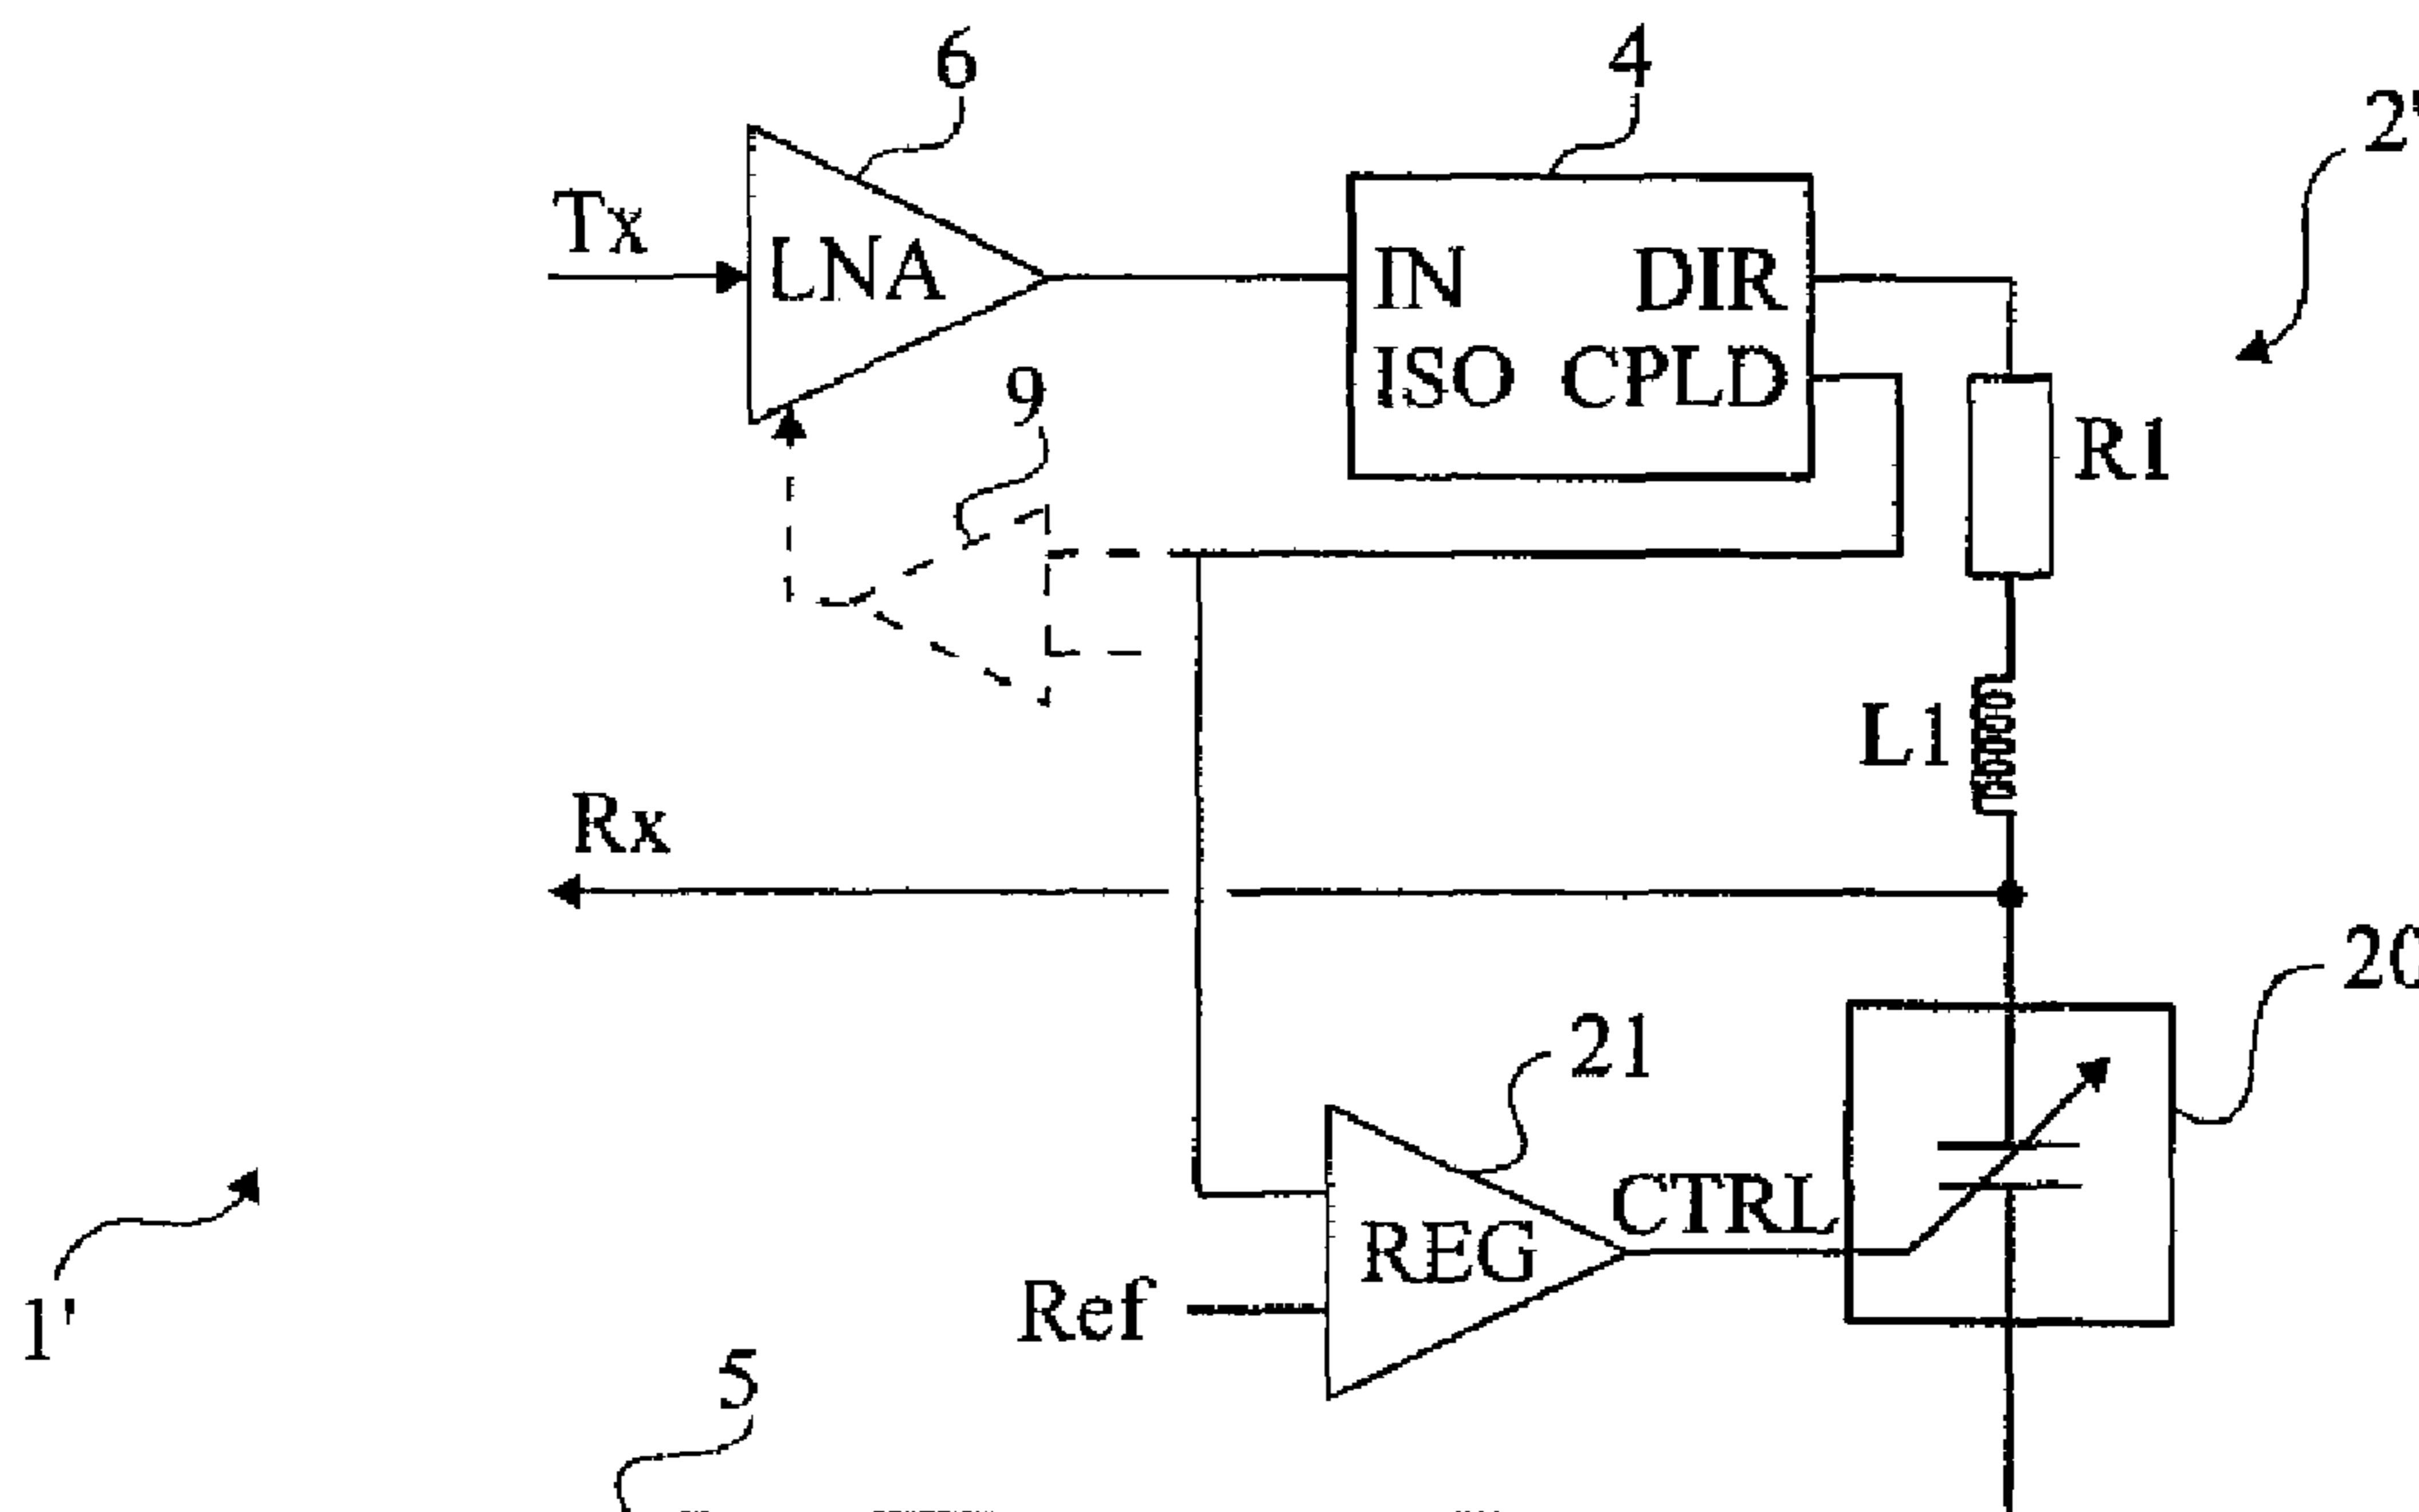 6
4
2'
Tx
LNA
IN DIR
ISO CPLD
9
R1
L1
Rx
20
21
CTRL
REG
Ref
1'
5